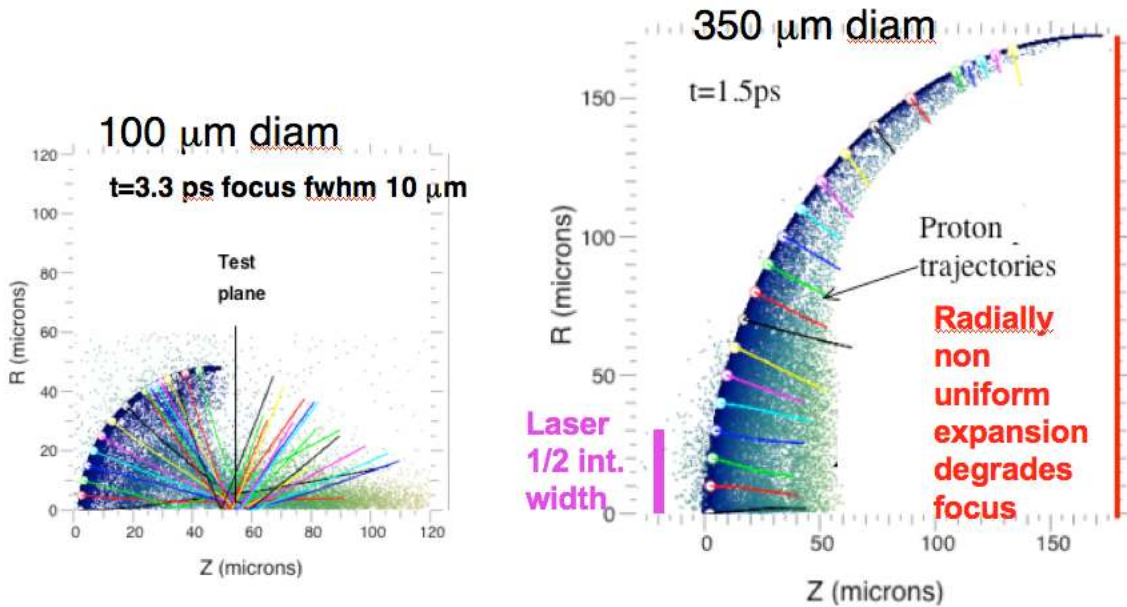 100 μm diam
t=3.3 ps focus fwhm 10 μm
Test
plane
R (microns)
120
100
80
60
40
20
0
0 20 40 60 80 100 120
Z (microns)
350 μm diam
t=1.5ps
Proton
trajectories
Radially
non
uniform
expansion
degrades
focus
Laser
1/2 int.
width
R (microns)
150
100
50
0
0 50 100 150
Z (microns)